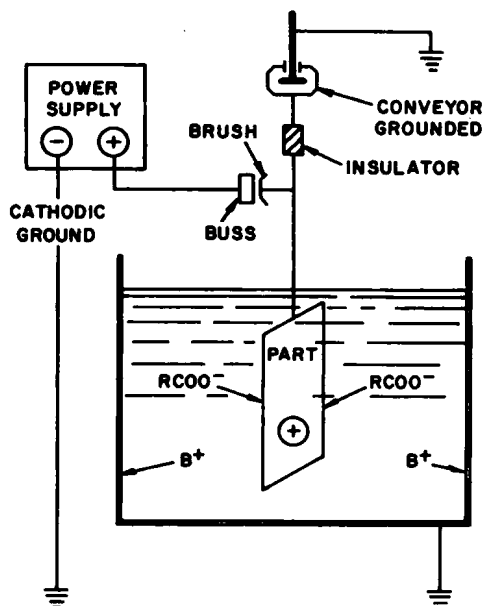 POWER
SUPPLY
− +
CONVEYOR
GROUNDED
BRUSH
INSULATOR
CATHODIC
GROUND
BUSS
PART
RCOO⁻
RCOO⁻
+
B⁺
B⁺